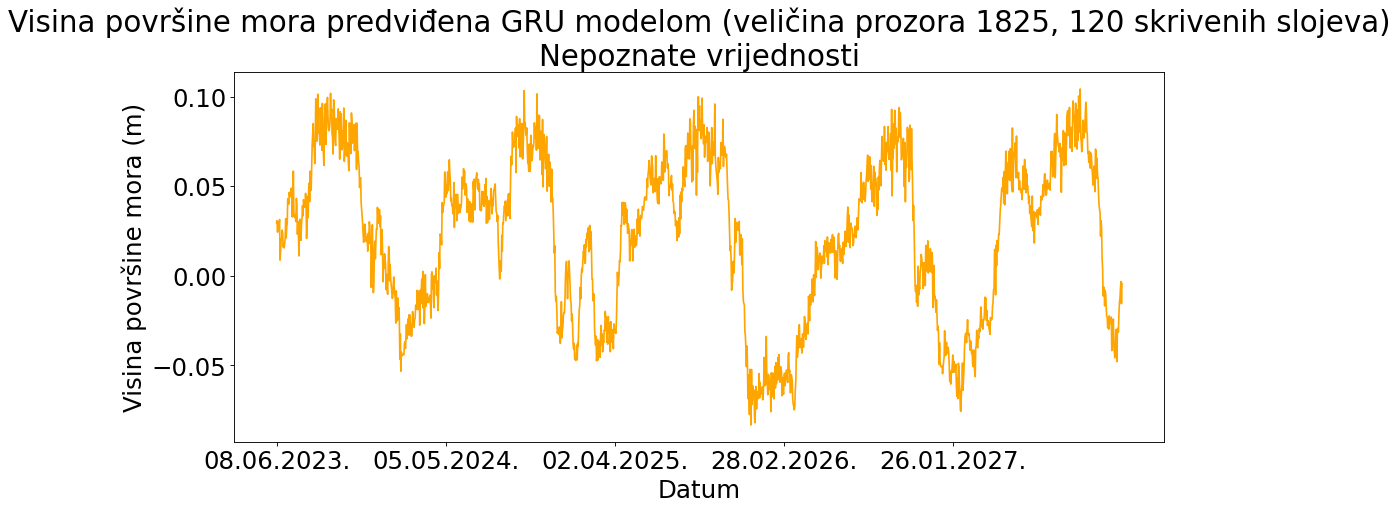 Visina površine mora predviđena GRU modelom (veličina prozora 1825, 120 skrivenih slojeva)
Nepoznate vrijednosti
Visina površine mora (m)
0.10
0.05
0.00
−0.05
08.06.2023. 05.05.2024. 02.04.2025. 28.02.2026. 26.01.2027.
Datum